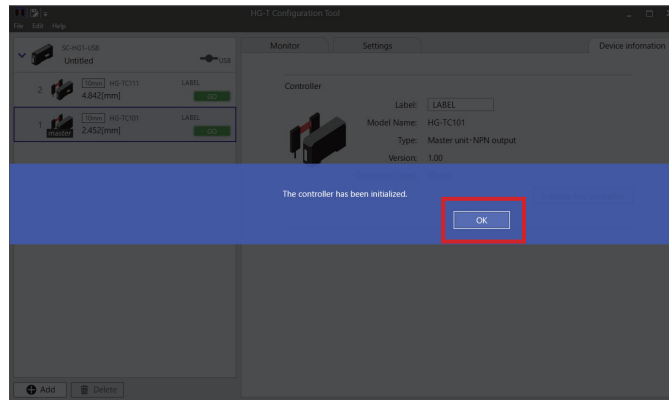 HG-T Configuration Tool
File Edit Help
SC-HG1-USB
Untitled
USB
Monitor
Settings
Device infomation
2
10mm HG-TC111
LABEL
4.842[mm]
GO
1
master
10mm HG-TC101
LABEL
2.452[mm]
GO
Controller
Label: LABEL
Model Name: HG-TC101
Type: Master unit・NPN output
Version: 1.00
The controller has been initialized.
OK
Add
Delete